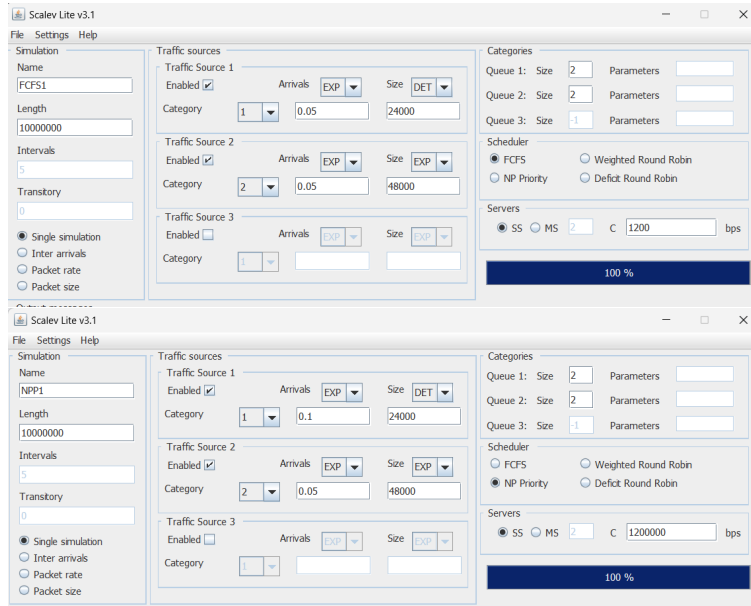 Scalev Lite v3.1
File Settings Help
Simulation
Name
FCFS1
Length
10000000
Intervals
5
Transitory
0
Single simulation
Inter arrivals
Packet rate
Packet size
Traffic sources
Traffic Source 1
Enabled Arrivals EXP Size DET
Category 1 0.05 24000
Traffic Source 2
Enabled Arrivals EXP Size EXP
Category 2 0.05 48000
Traffic Source 3
Enabled Arrivals EXP Size EXP
Category 1
Categories
Queue 1: Size 2 Parameters
Queue 2: Size 2 Parameters
Queue 3: Size -1 Parameters
Scheduler
FCFS Weighted Round Robin
NP Priority Deficit Round Robin
Servers
SS MS 2 C 1200 bps
100 %
Output messages
Scalev Lite v3.1
File Settings Help
Simulation
Name
NPP1
Length
10000000
Intervals
5
Transitory
0
Single simulation
Inter arrivals
Packet rate
Packet size
Traffic sources
Traffic Source 1
Enabled Arrivals EXP Size DET
Category 1 0.1 24000
Traffic Source 2
Enabled Arrivals EXP Size EXP
Category 2 0.05 48000
Traffic Source 3
Enabled Arrivals EXP Size EXP
Category 1
Categories
Queue 1: Size 2 Parameters
Queue 2: Size 2 Parameters
Queue 3: Size -1 Parameters
Scheduler
FCFS Weighted Round Robin
NP Priority Deficit Round Robin
Servers
SS MS 2 C 1200000 bps
100 %